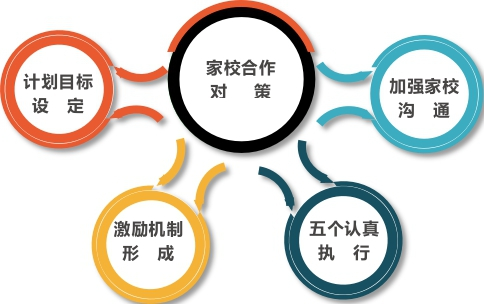 家校合作
对 策
计划目标
设 定
加强家校
沟 通
激励机制
形 成
五个认真
执 行